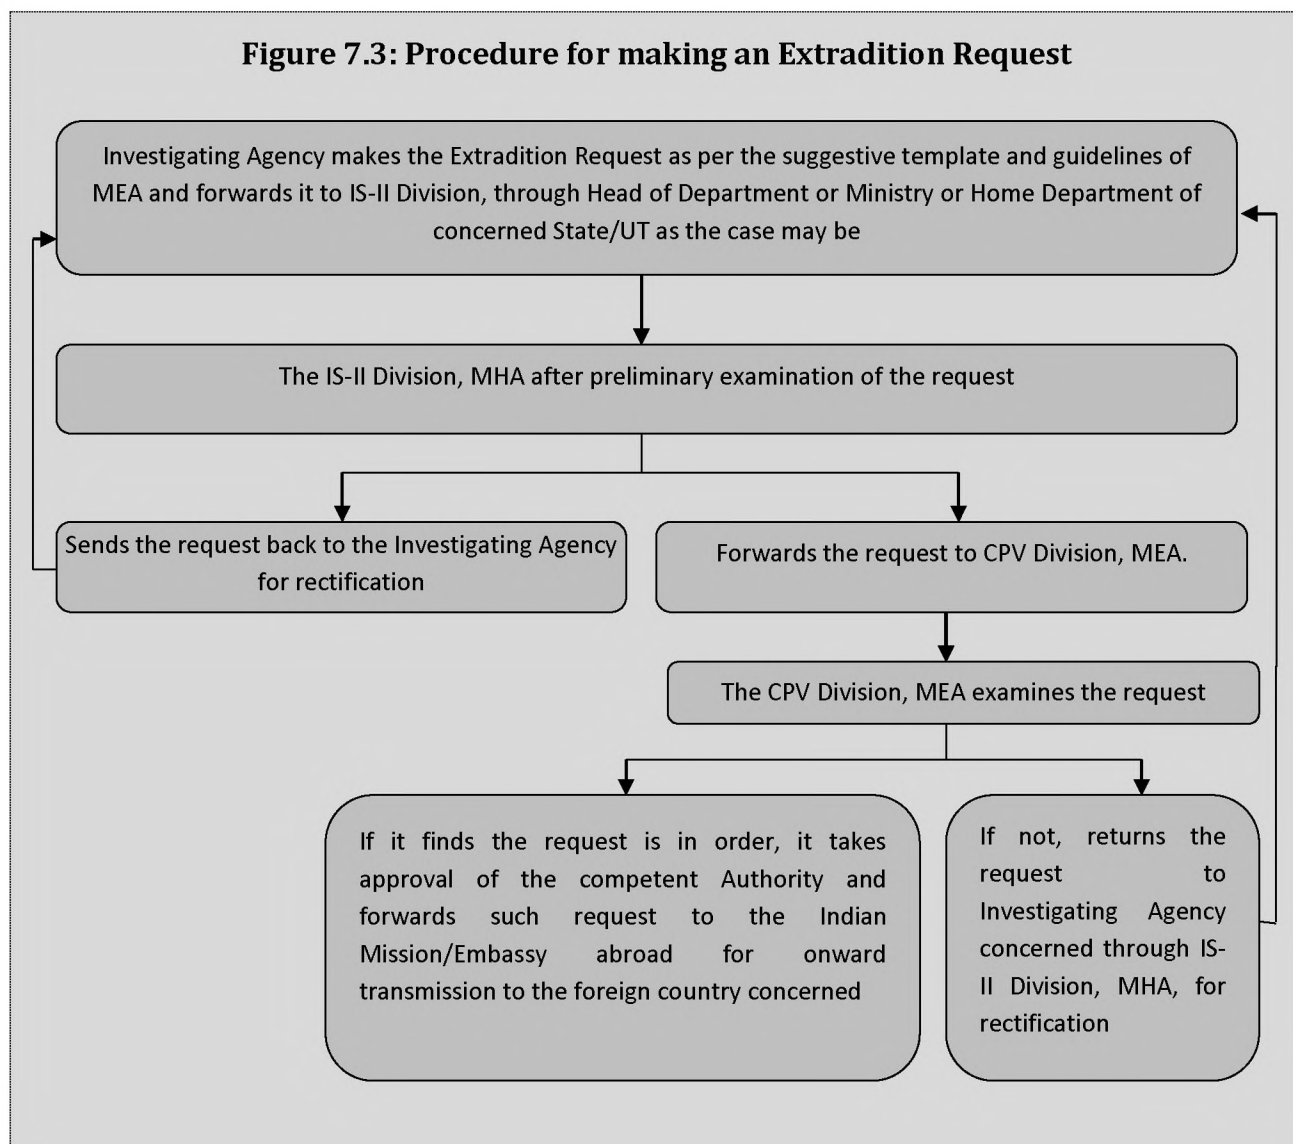 Figure 7.3: Procedure for making an Extradition Request
Investigating Agency makes the Extradition Request as per the suggestive template and guidelines of
MEA and forwards it to IS-II Division, through Head of Department or Ministry or Home Department of
concerned State/UT as the case may be
The IS-II Division, MHA after preliminary examination of the request
Sends the request back to the Investigating Agency
for rectification
Forwards the request to CPV Division, MEA.
The CPV Division, MEA examines the request
If it finds the request is in order, it takes
approval of the competent Authority and
forwards such request to the Indian
Mission/Embassy abroad for onward
transmission to the foreign country concerned
If not, returns the
request to
Investigating Agency
concerned through IS-
II Division, MHA, for
rectification